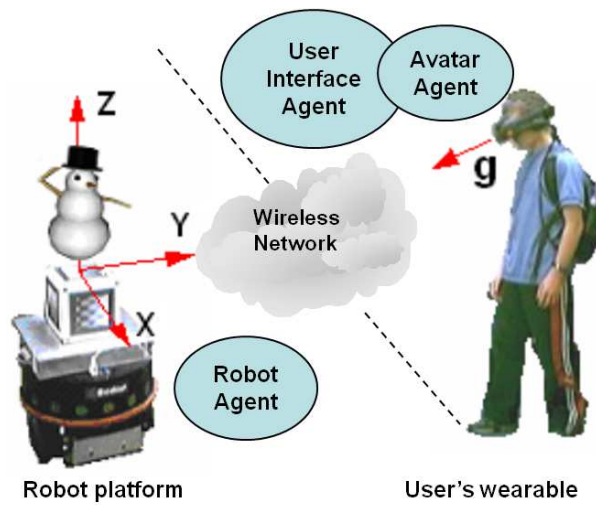 User
Interface
Agent
Avatar
Agent
Z
g
Y
Wireless
Network
X
Robot
Agent
Robot platform
User's wearable